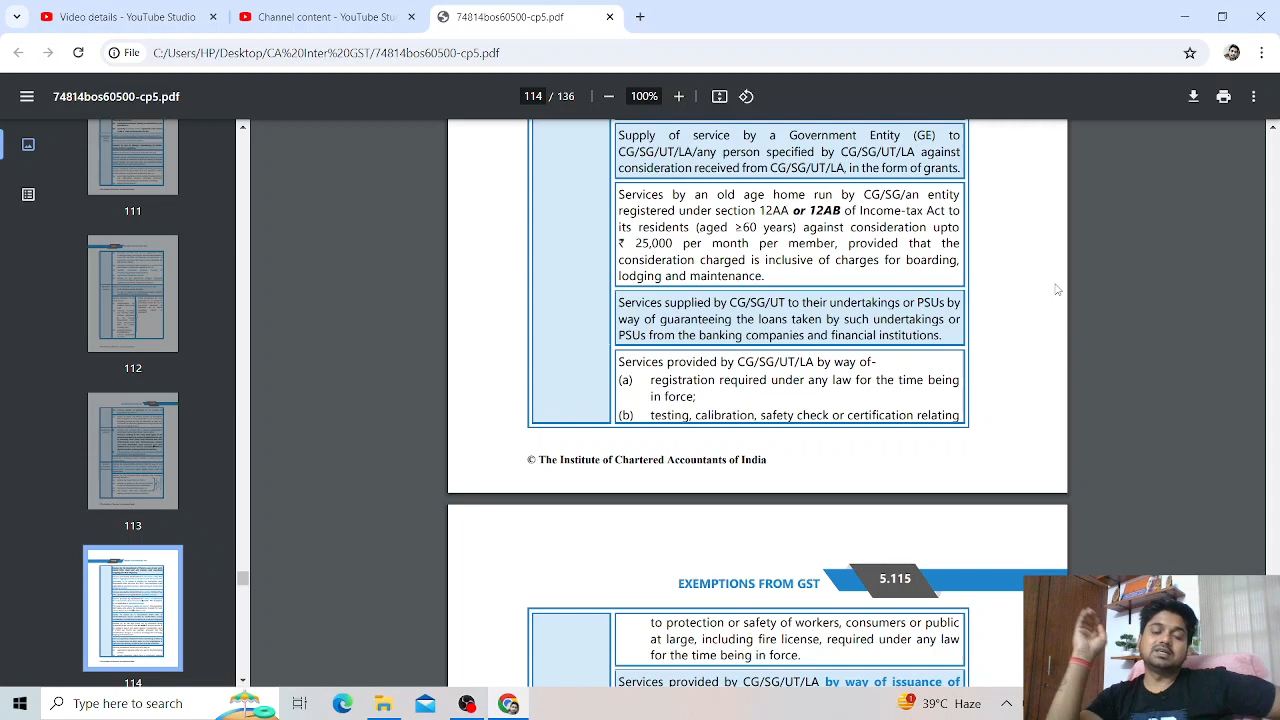 Video details - YouTube Studio
Channel content - YouTube Stu
74814bos60500-cp5.pdf
File
C:/Users/HP/Desktop/CA%20Inter%20GST/74814bos60500-cp5.pdf
74814bos60500-cp5.pdf
114 / 136
100%
111
112
113
114
Supply of service by a Government Entity (GE) to
CG/SG/UT/LA/any person specified by CG/SG/UT/LA against
consideration received from CG/SG/UT/LA, in the form of grants.
Services by an old age home run by CG/SG/an entity
registered under section 12AA or 12AB of Income-tax Act to
its residents (aged ≥60 years) against consideration upto
₹ 25,000 per month per member provided that the
consideration charged is inclusive of charges for boarding,
lodging and maintenance.
Services supplied by CG/SG/UT to their undertakings or PSUs by
way of guaranteeing the loans taken by such undertakings or
PSUs from the banking companies and financial institutions.
Services provided by CG/SG/UT/LA by way of-
(a) registration required under any law for the time being
in force;
(b) testing, calibration, safety check or certification relating
© The Institute of Chartered Accountants of India
EXEMPTIONS FROM GST
5.115
to protection or safety of workers, consumers or public
at large, including fire license, required under any law
for the time being in force.
Services provided by CG/SG/UT/LA by way of issuance of
Type here to search
1
39°C Haze